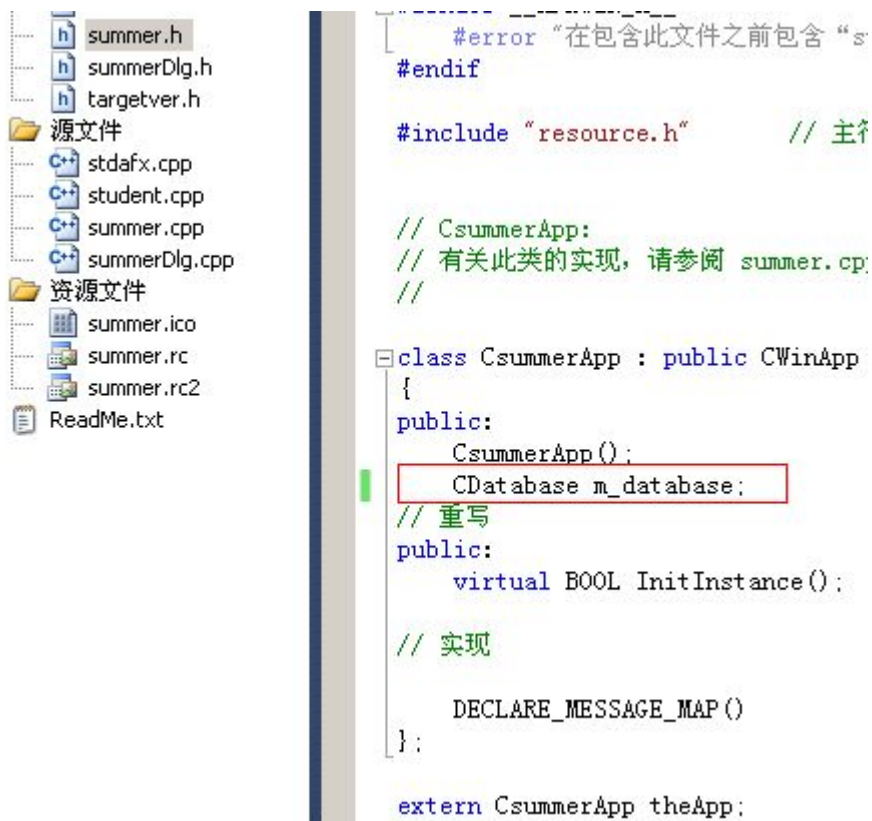 summer.h
summerDlg.h
targetver.h
源文件
stdafx.cpp
student.cpp
summer.cpp
summerDlg.cpp
资源文件
summer.ico
summer.rc
summer.rc2
ReadMe.txt
#error "在包含此文件之前包含 "s
#endif
#include "resource.h" // 主符
// CsummerApp:
// 有关此类的实现，请参阅 summer.cp
//
class CsummerApp : public CWinApp
{
public:
CsummerApp();
CDatabase m_database;
// 重写
public:
virtual BOOL InitInstance();
// 实现
DECLARE_MESSAGE_MAP()
};
extern CsummerApp theApp;